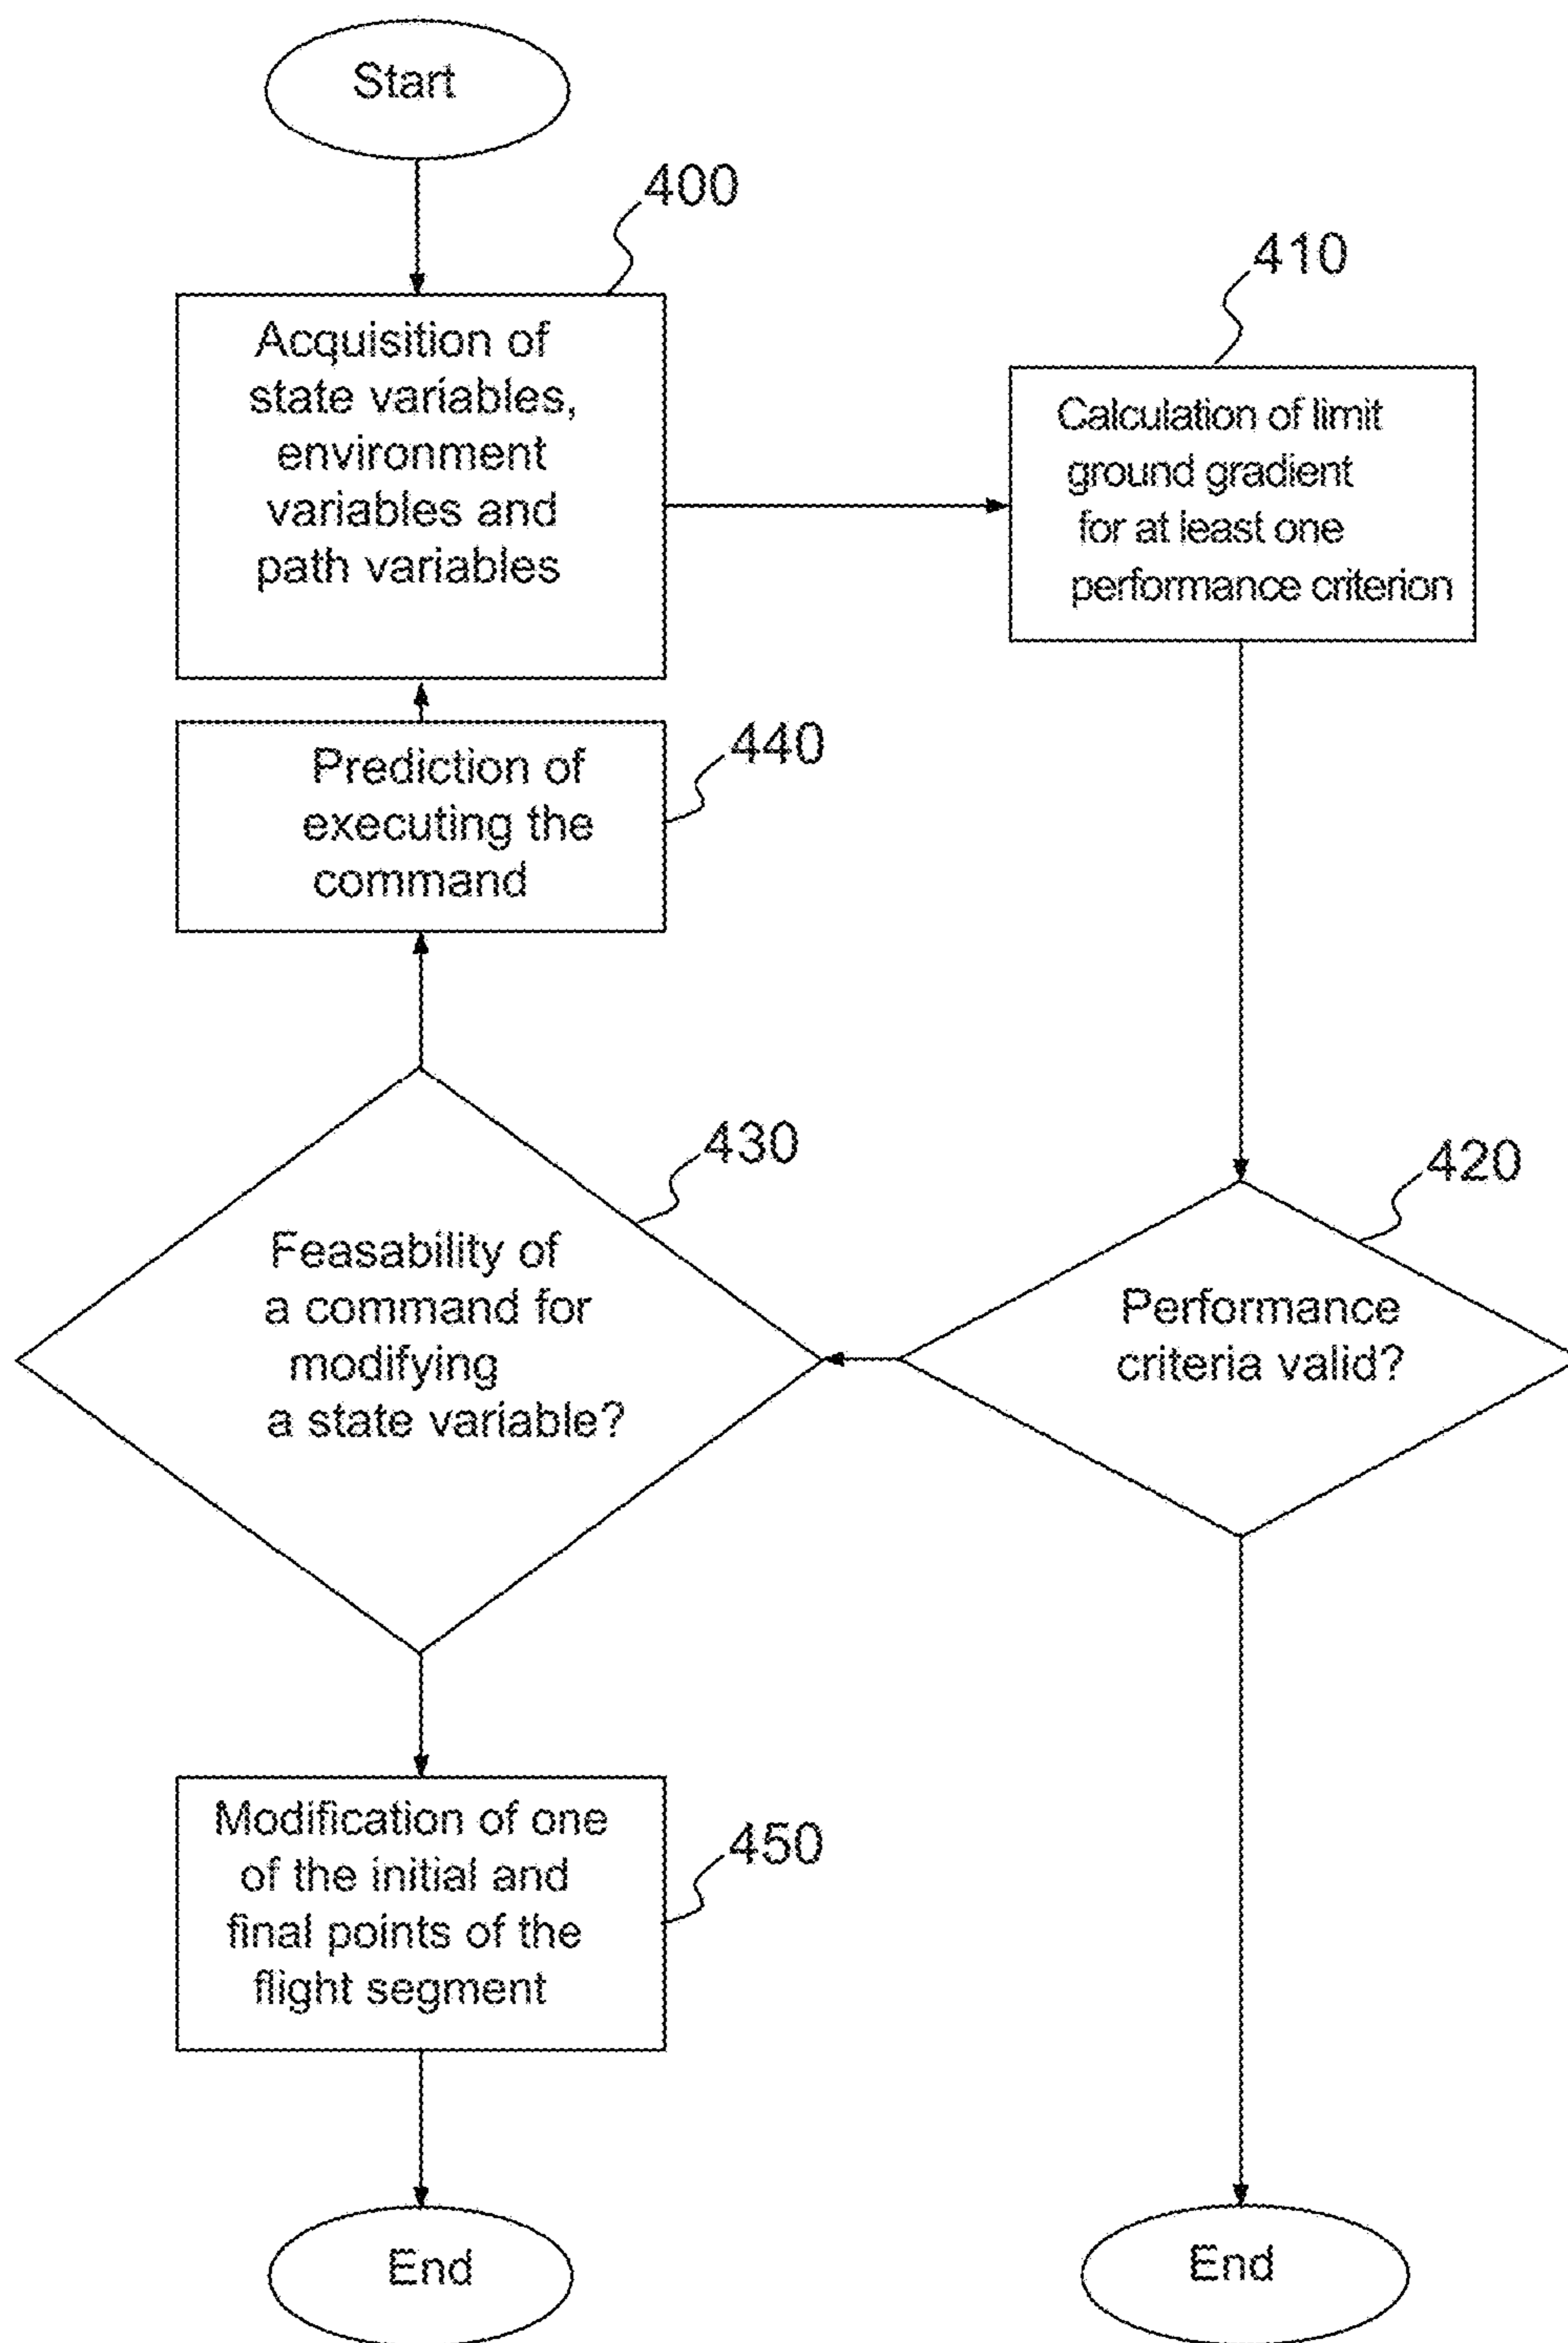 Start
400
Acquisition of
state variables,
environment
variables and
path variables
410
Calculation of limit
ground gradient
for at least one
performance criterion
440
Prediction of
executing the
command
430
Feasability of
a command for
modifying
a state variable?
420
Performance
criteria valid?
450
Modification of one
of the initial and
final points of the
flight segment
End
End